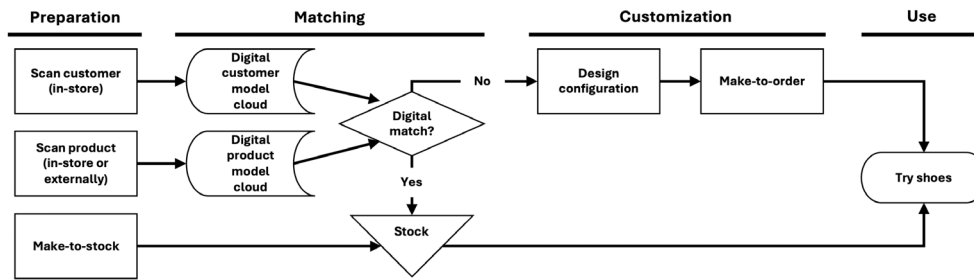 Preparation
Matching
Customization
Use
Scan customer
(in-store)
Digital
customer
model
cloud
No
Design
configuration
Make-to-order
Digital
match?
Scan product
(in-store or
externally)
Digital
product
model
cloud
Yes
Try shoes
Make-to-stock
Stock